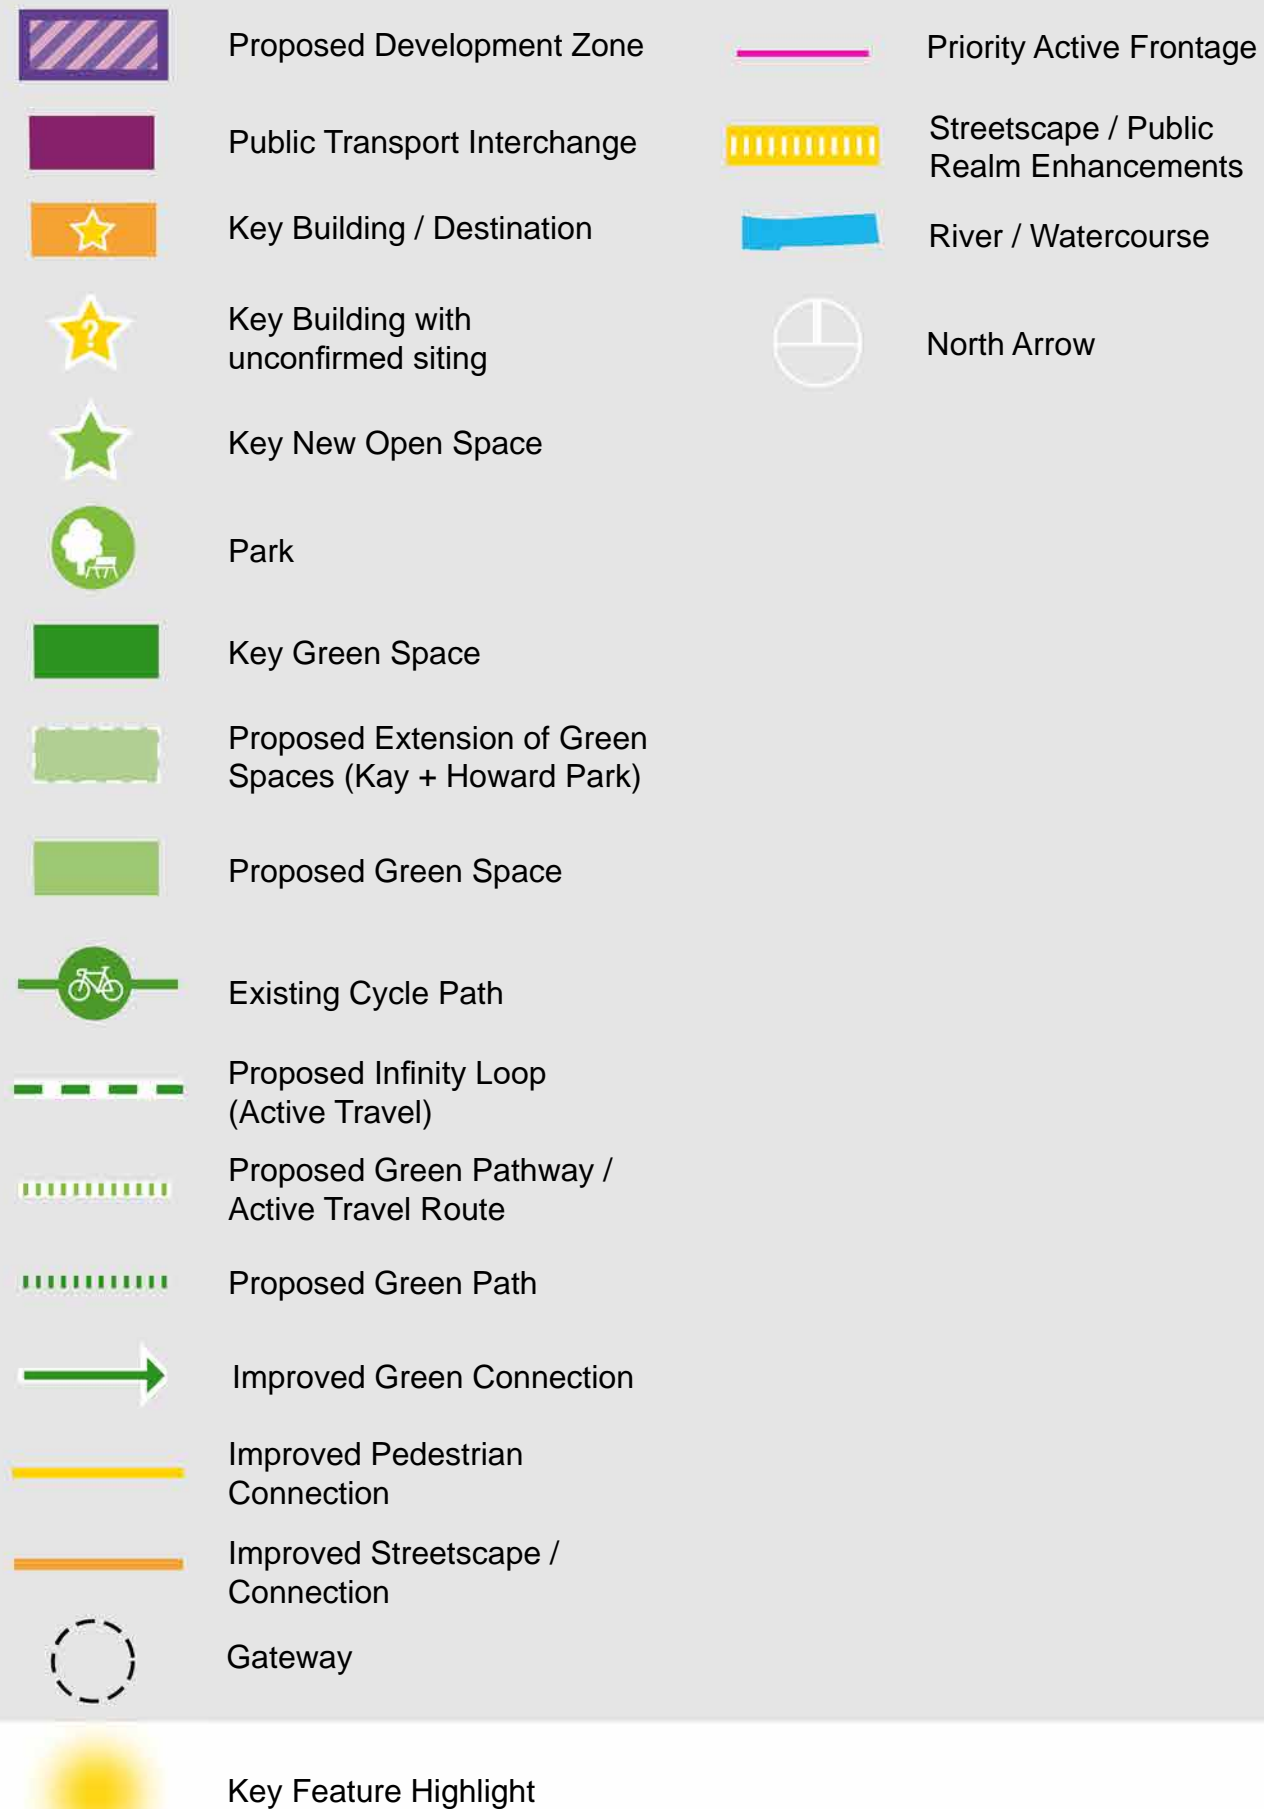 Proposed Development Zone
Public Transport Interchange
Key Building / Destination
?
Key Building with
unconfirmed siting
Key New Open Space
Park
Key Green Space
Proposed Extension of Green
Spaces (Kay + Howard Park)
Proposed Green Space
Existing Cycle Path
Proposed Infinity Loop
(Active Travel)
Proposed Green Pathway /
Active Travel Route
Proposed Green Path
Improved Green Connection
Improved Pedestrian
Connection
Improved Streetscape /
Connection
Gateway
Key Feature Highlight
Priority Active Frontage
Streetscape / Public
Realm Enhancements
River / Watercourse
North Arrow